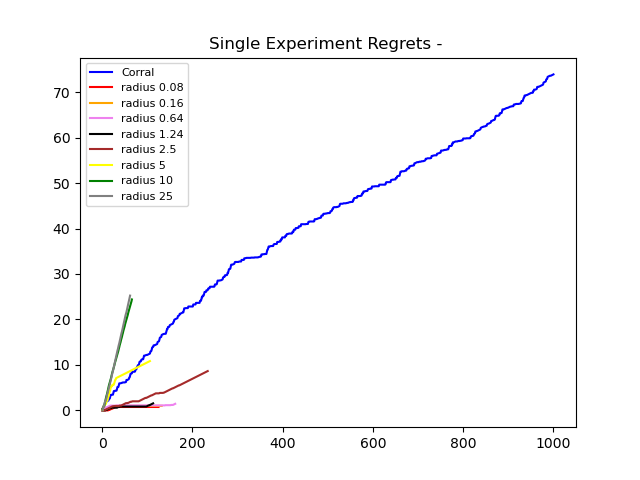 Single Experiment Regrets -
Corral
radius 0.08
radius 0.16
radius 0.64
radius 1.24
radius 2.5
radius 5
radius 10
radius 25
70
60
50
40
30
20
10
0
0 200 400 600 800 1000